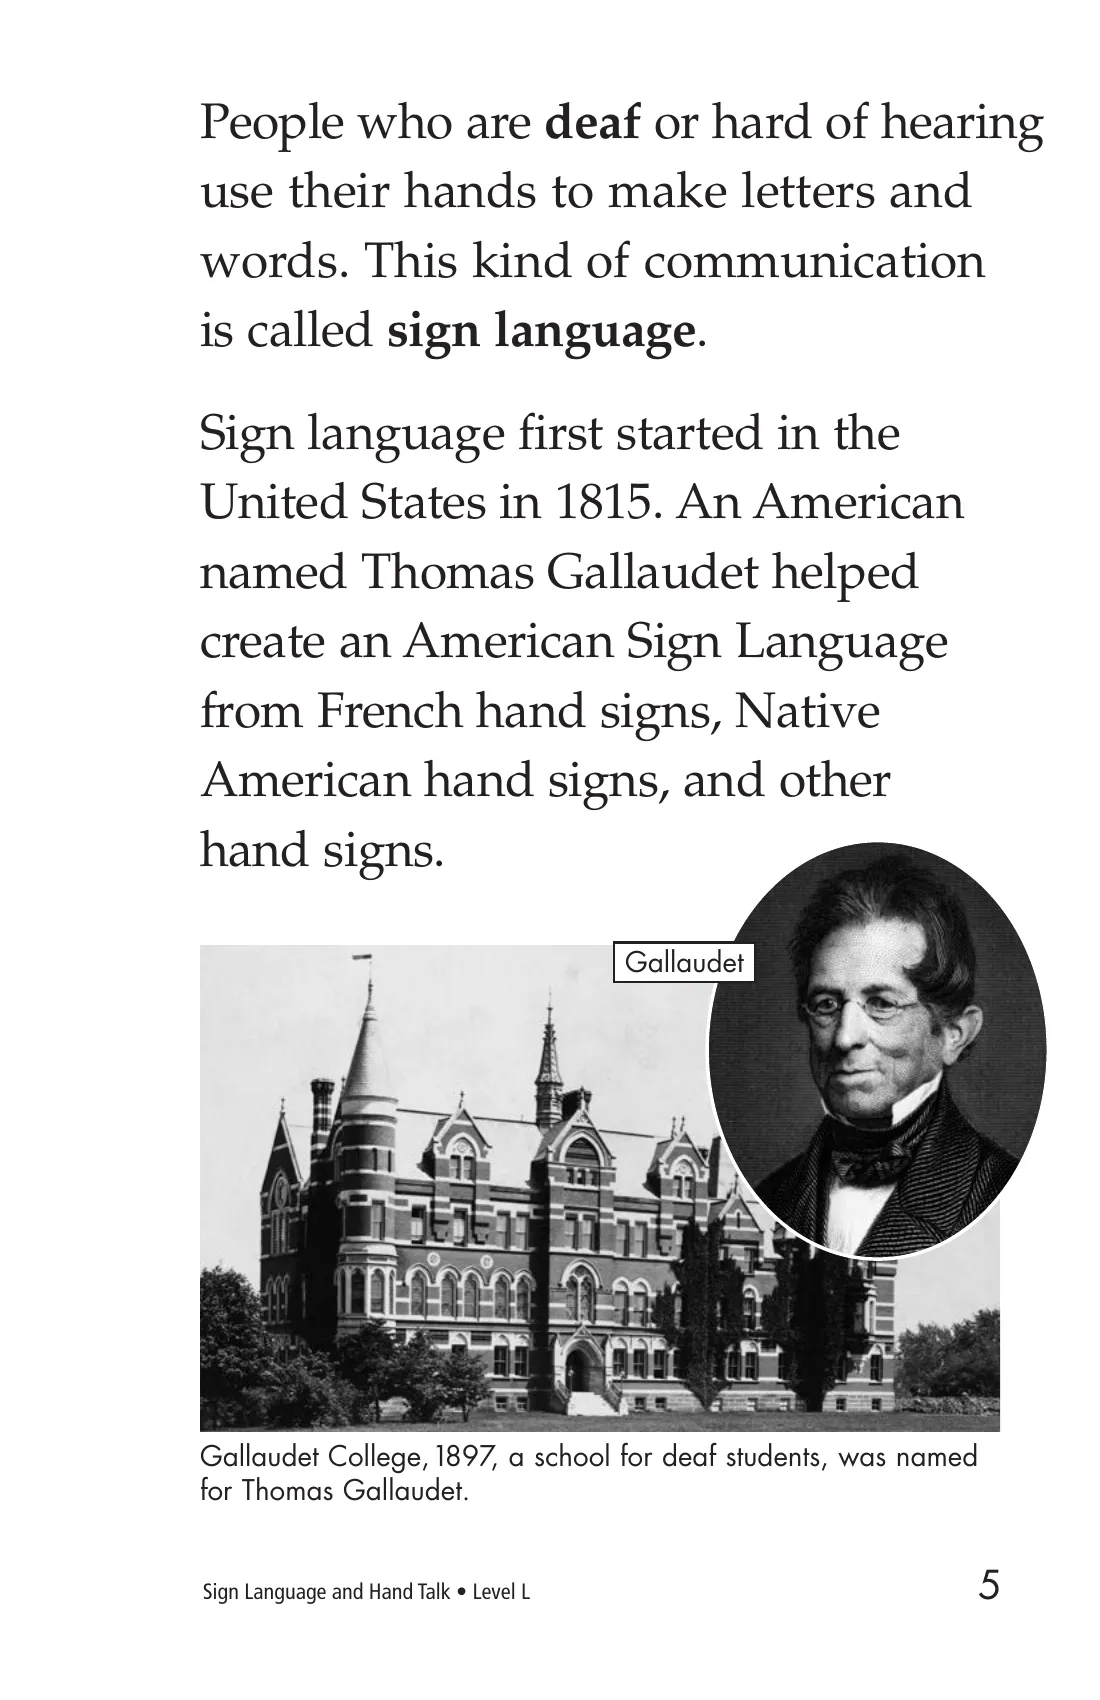 People who are deaf or hard of hearing
use their hands to make letters and
words. This kind of communication
is called sign language.
Sign language first started in the
United States in 1815. An American
named Thomas Gallaudet helped
create an American Sign Language
from French hand signs, Native
American hand signs, and other
hand signs.
Gallaudet
Gallaudet College, 1897, a school for deaf students, was named
for Thomas Gallaudet.
Sign Language and Hand Talk • Level L
5